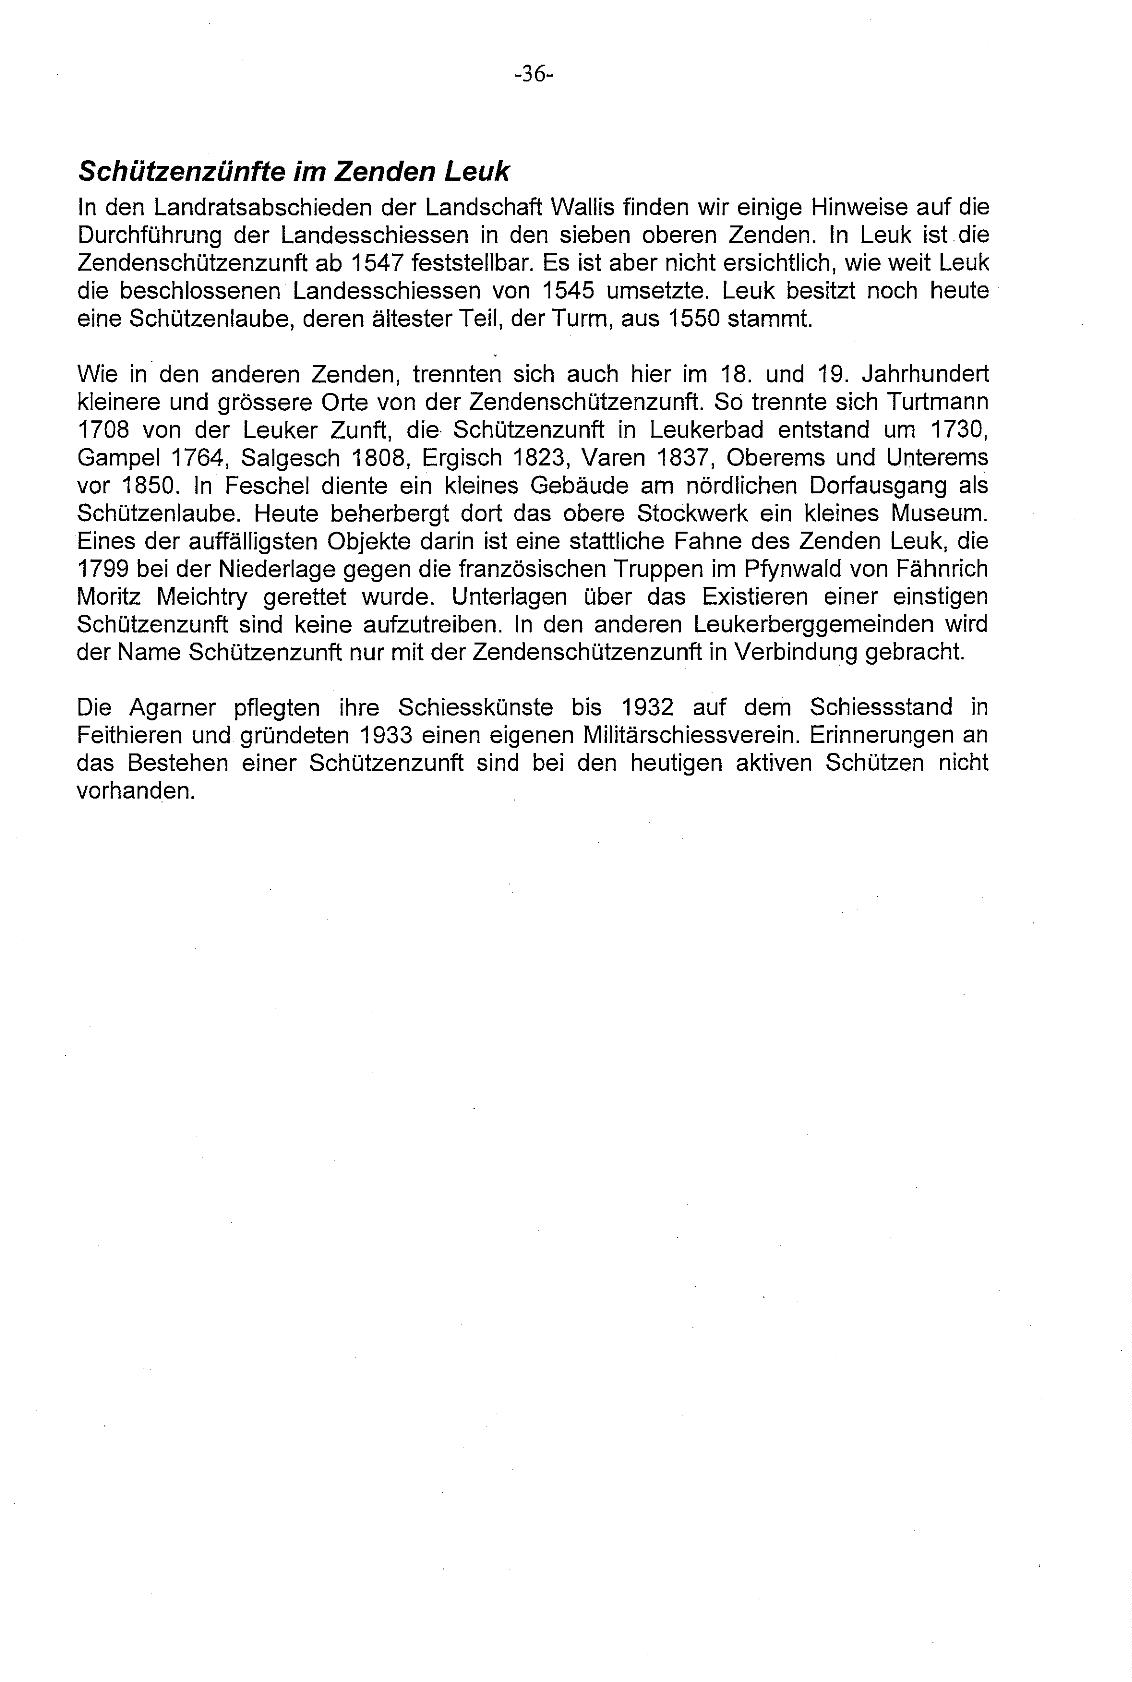 -36-
Schützenzünfte im Zenden Leuk
In den Landratsabschieden der Landschaft Wallis finden wir einige Hinweise auf die
Durchführung der Landesschiessen in den sieben oberen Zenden. In Leuk ist die
Zendenschützenzunft ab 1547 feststellbar. Es ist aber nicht ersichtlich, wie weit Leuk
die beschlossenen Landesschiessen von 1545 umsetzte. Leuk besitzt noch heute
eine Schützenlaube, deren ältester Teil, der Turm, aus 1550 stammt.
Wie in den anderen Zenden, trennten sich auch hier im 18. und 19. Jahrhundert
kleinere und grössere Orte von der Zendenschützenzunft. So trennte sich Turtmann
1708 von der Leuker Zunft, die Schützenzunft in Leukerbad entstand um 1730,
Gampel 1764, Salgesch 1808, Ergisch 1823, Varen 1837, Oberems und Unterems
vor 1850. In Feschel diente ein kleines Gebäude am nördlichen Dorfausgang als
Schützenlaube. Heute beherbergt dort das obere Stockwerk ein kleines Museum.
Eines der auffälligsten Objekte darin ist eine stattliche Fahne des Zenden Leuk, die
1799 bei der Niederlage gegen die französischen Truppen im Pfynwald von Fähnrich
Moritz Meichtry gerettet wurde. Unterlagen über das Existieren einer einstigen
Schützenzunft sind keine aufzutreiben. In den anderen Leukerberggemeinden wird
der Name Schützenzunft nur mit der Zendenschützenzunft in Verbindung gebracht.
Die Agarner pflegten ihre Schiesskünste bis 1932 auf dem Schiessstand in
Feithieren und gründeten 1933 einen eigenen Militärschiessverein. Erinnerungen an
das Bestehen einer Schützenzunft sind bei den heutigen aktiven Schützen nicht
vorhanden.